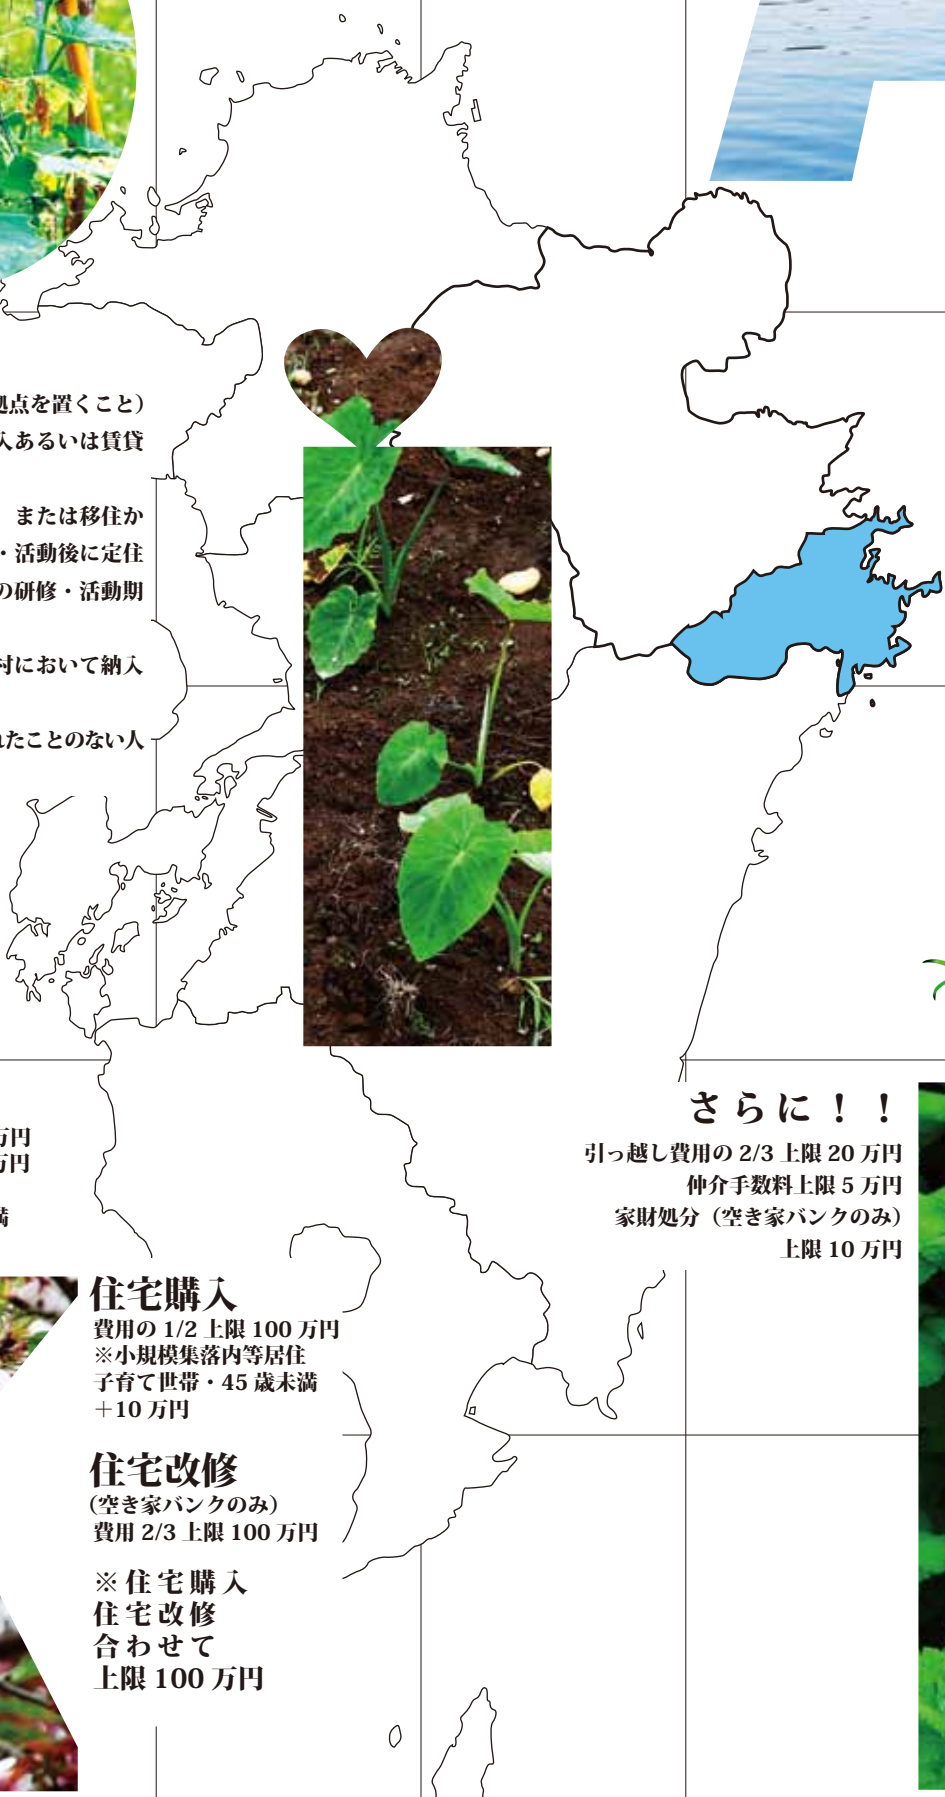 点を置くこと）
あるいは賃貸
または移住か
・活動後に定住
の研修・活動期
村において納入
たことのない人
万円
万円
さらに！！
引っ越し費用の 2/3 上限 20 万円
仲介手数料上限 5 万円
家財処分（空き家バンクのみ）
上限 10 万円
住宅購入
費用の 1/2 上限 100 万円
※小規模集落内等居住
子育て世帯・45 歳未満
＋10 万円
住宅改修
（空き家バンクのみ）
費用 2/3 上限 100 万円
※住宅購入
住宅改修
合わせて
上限 100 万円